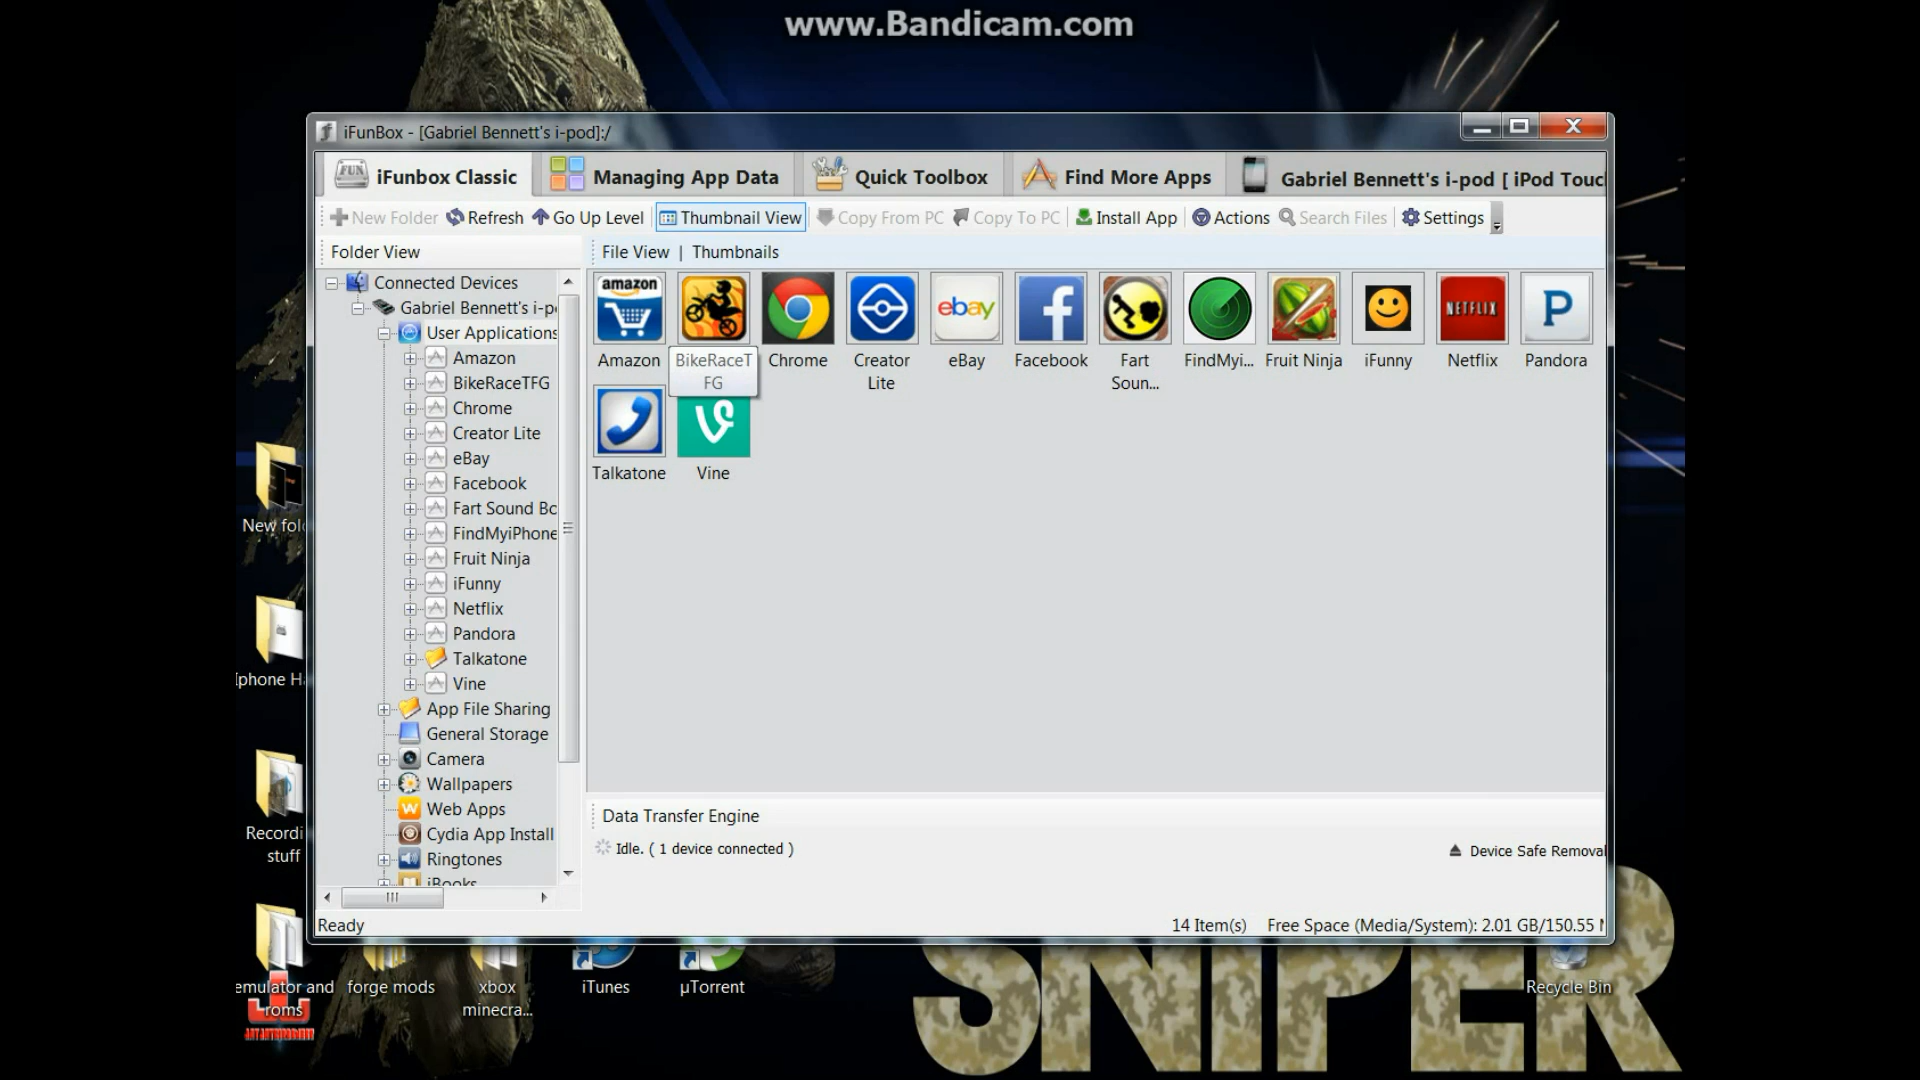 www.Bandicam.com
iFunBox - [Gabriel Bennett's i-pod]:/
FUN iFunbox Classic Managing App Data Quick Toolbox Find More Apps Gabriel Bennett's i-pod [ iPod Touc
New Folder Refresh Go Up Level Thumbnail View Copy From PC Copy To PC Install App Actions Search Files Settings
Folder View
Connected Devices
Gabriel Bennett's i-p
User Applications
Amazon
BikeRaceTFG
Chrome
Creator Lite
eBay
Facebook
Fart Sound Bo
FindMyiPhone
Fruit Ninja
iFunny
Netflix
Pandora
Talkatone
Vine
App File Sharing
General Storage
Camera
Wallpapers
Web Apps
Cydia App Install
Ringtones
iBooks
File View | Thumbnails
amazon ebay NETFLIX P
Amazon BikeRaceT Chrome Creator eBay Facebook Fart FindMyi... Fruit Ninja iFunny Netflix Pandora
FG Lite Soun...
Talkatone Vine
Data Transfer Engine
Idle. ( 1 device connected )
Device Safe Removal
Ready 14 Item(s) Free Space (Media/System): 2.01 GB/150.55 M
New fol
Iphone Ha
Recordi
stuff
emulator and
roms
forge mods
xbox
minecra...
iTunes
µTorrent
Recycle Bin
SNIPER